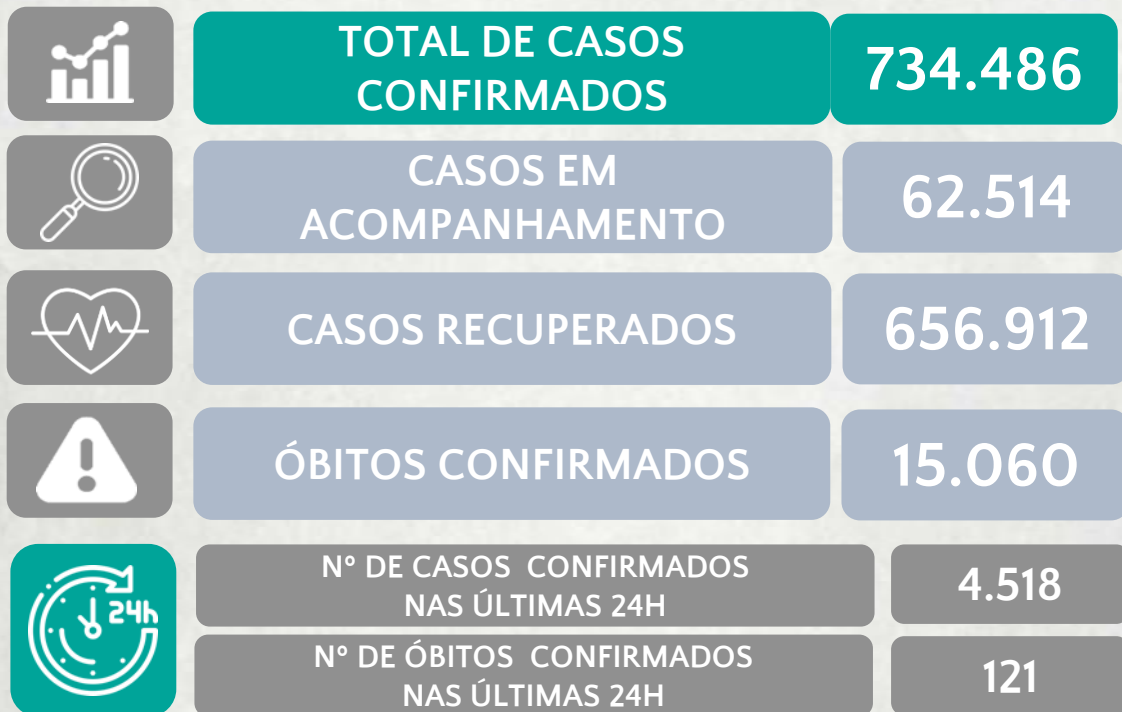 TOTAL DE CASOS
CONFIRMADOS
734.486
CASOS EM
ACOMPANHAMENTO
62.514
CASOS RECUPERADOS
656.912
ÓBITOS CONFIRMADOS
15.060
24h
Nº DE CASOS CONFIRMADOS
NAS ÚLTIMAS 24H
4.518
Nº DE ÓBITOS CONFIRMADOS
NAS ÚLTIMAS 24H
121